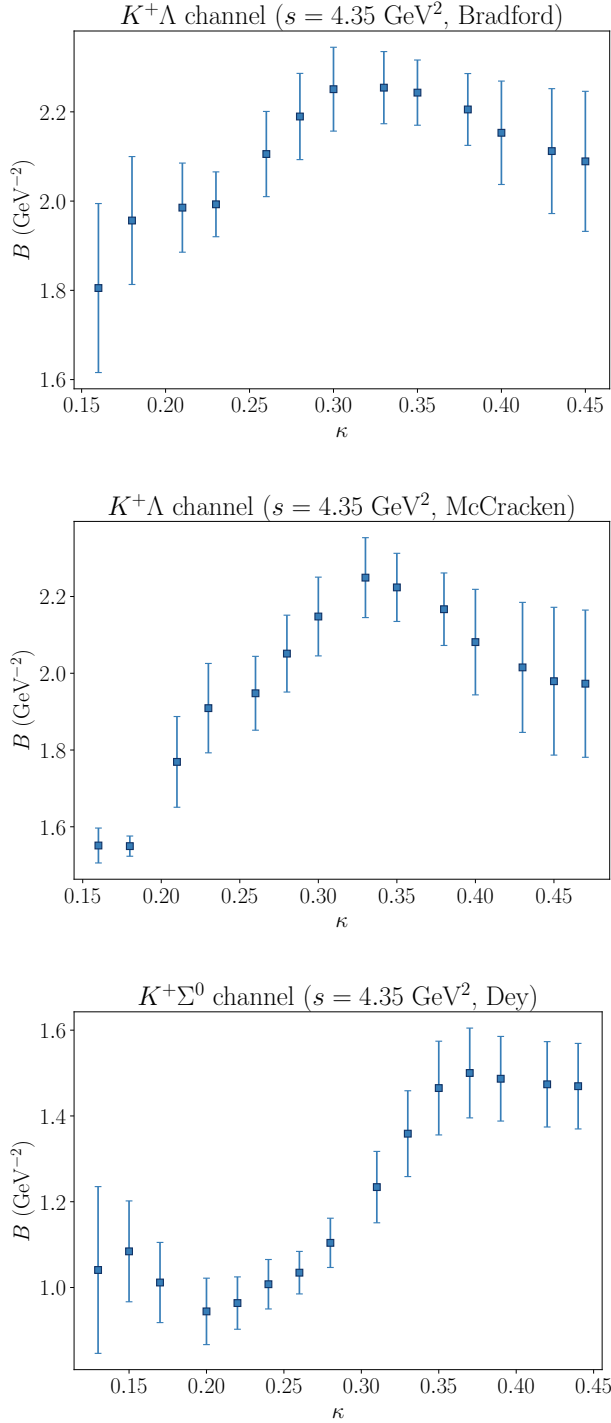 K⁺Λ channel (s = 4.35 GeV², Bradford)
2.2
2.0
1.8
1.6
B (GeV⁻²)
0.15 0.20 0.25 0.30 0.35 0.40 0.45
κ
K⁺Λ channel (s = 4.35 GeV², McCracken)
2.2
2.0
1.8
1.6
B (GeV⁻²)
0.15 0.20 0.25 0.30 0.35 0.40 0.45
κ
K⁺Σ⁰ channel (s = 4.35 GeV², Dey)
1.6
1.4
1.2
1.0
B (GeV⁻²)
0.15 0.20 0.25 0.30 0.35 0.40 0.45
κ